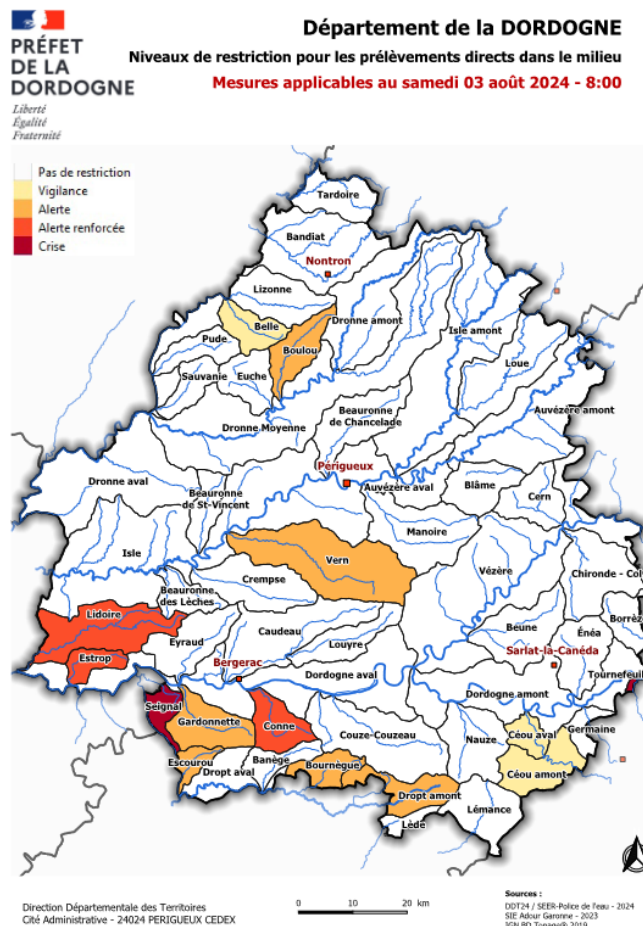 PRÉFET
DE LA
DORDOGNE
Liberté
Égalité
Fraternité
Département de la DORDOGNE
Niveaux de restriction pour les prélèvements directs dans le milieu
Mesures applicables au samedi 03 août 2024 - 8:00
Pas de restriction
Vigilance
Alerte
Alerte renforcée
Crise
Tardoire
Bandiat
Nontron
Lizonne
Belle
Dronne amont
Pude
Boulou
Isle amont
Loue
Sauvanie
Euche
Beauronne
de Chancelade
Auvézère amont
Dronne Moyenne
Périgueux
Dronne aval
Beauronne
de St-Vincent
Auvézère aval
Blâme
Cern
Isle
Manoire
Vern
Vézère
Chironde - Col
Crempse
Beauronne
des Lèches
Lidoire
Eyraud
Caudeau
Louyre
Beune
Énéa
Borrèz
Estrop
Bergerac
Sarlat-la-Canéda
Dordogne aval
Tournefeuil
Dordogne amont
Seignal
Gardonnette
Conne
Couze-Couzeau
Nauze
Céou aval
Germaine
Escourou
Dropt aval
Banège
Bournègue
Céou amont
Dropt amont
Lémance
Lède
Direction Départementale des Territoires
Cité Administrative - 24024 PERIGUEUX CEDEX
0 10 20 km
Sources :
DDT24 / SEER-Police de l'eau - 2024
SIE Adour Garonne - 2023
IGN BD Topage® 2019